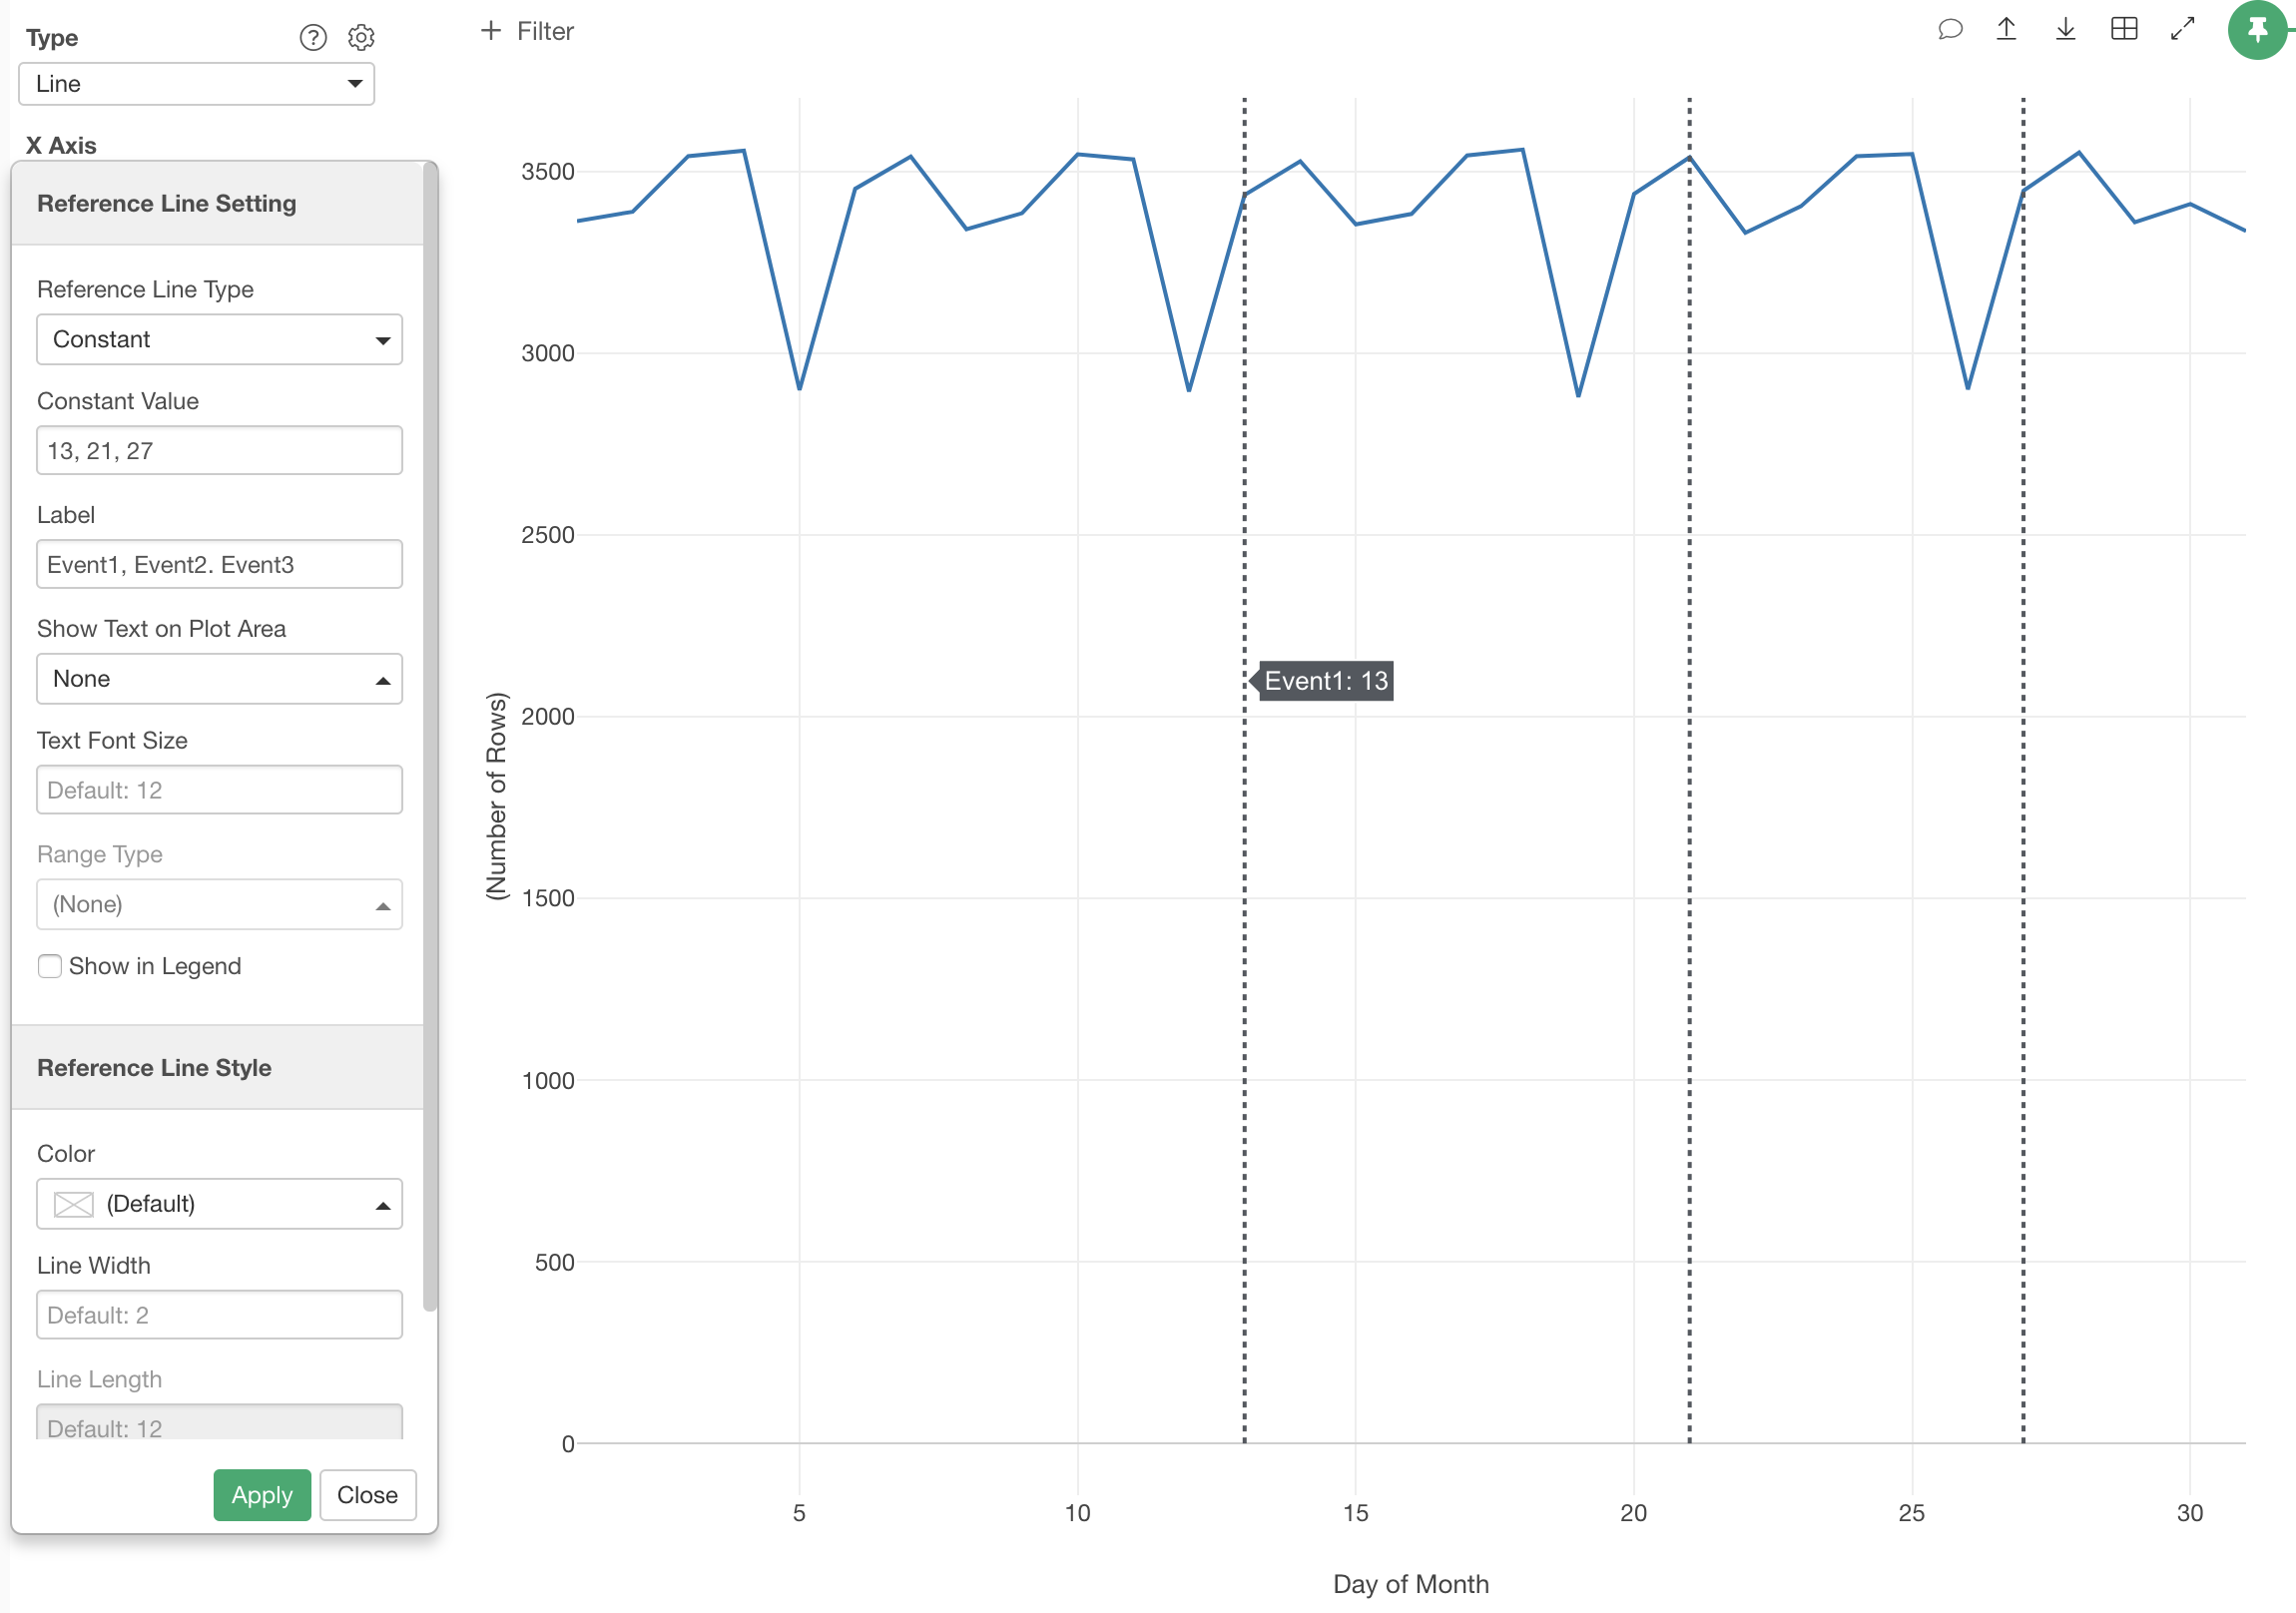 Type
Line
X Axis
Reference Line Setting
Reference Line Type
Constant
Constant Value
13, 21, 27
Label
Event1, Event2. Event3
Show Text on Plot Area
None
Text Font Size
Default: 12
Range Type
(None)
Show in Legend
Reference Line Style
Color
(Default)
Line Width
Default: 2
Line Length
Default: 12
Apply
Close
+ Filter
3500
3000
2500
2000
1500
1000
500
0
(Number of Rows)
Event1: 13
5
10
15
20
25
30
Day of Month